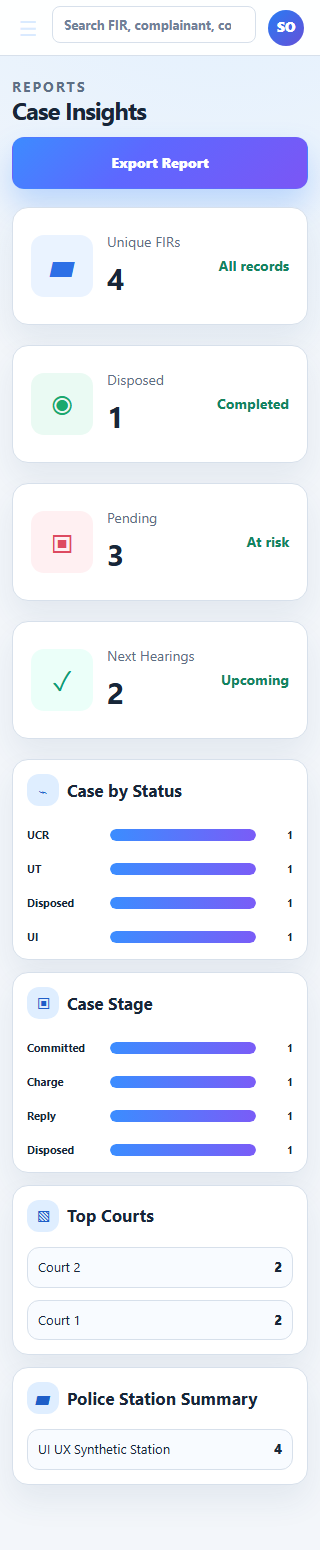 Search FIR, complainant, co
SO
REPORTS
Case Insights
Export Report
Unique FIRs
4
All records
Disposed
1
Completed
Pending
3
At risk
Next Hearings
2
Upcoming
Case by Status
UCR 1
UT 1
Disposed 1
UI 1
Case Stage
Committed 1
Charge 1
Reply 1
Disposed 1
Top Courts
Court 2 2
Court 1 2
Police Station Summary
UI UX Synthetic Station 4